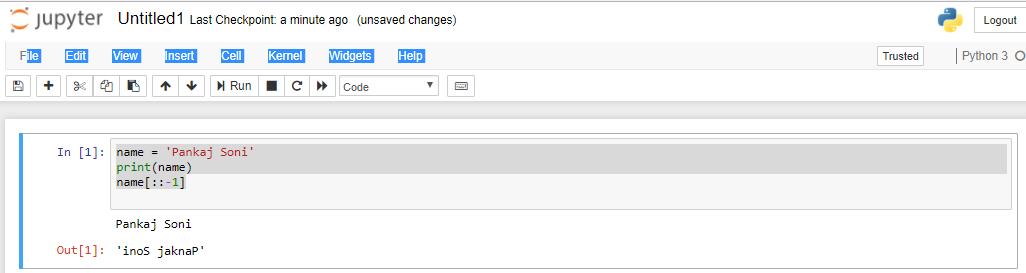 jupyter Untitled1 Last Checkpoint: a minute ago (unsaved changes) Logout
File Edit View Insert Cell Kernel Widgets Help Trusted Python 3
Run Code
In [1]: name = 'Pankaj Soni'
print(name)
name[::-1]
Pankaj Soni
Out[1]: 'inoS jaknaP'